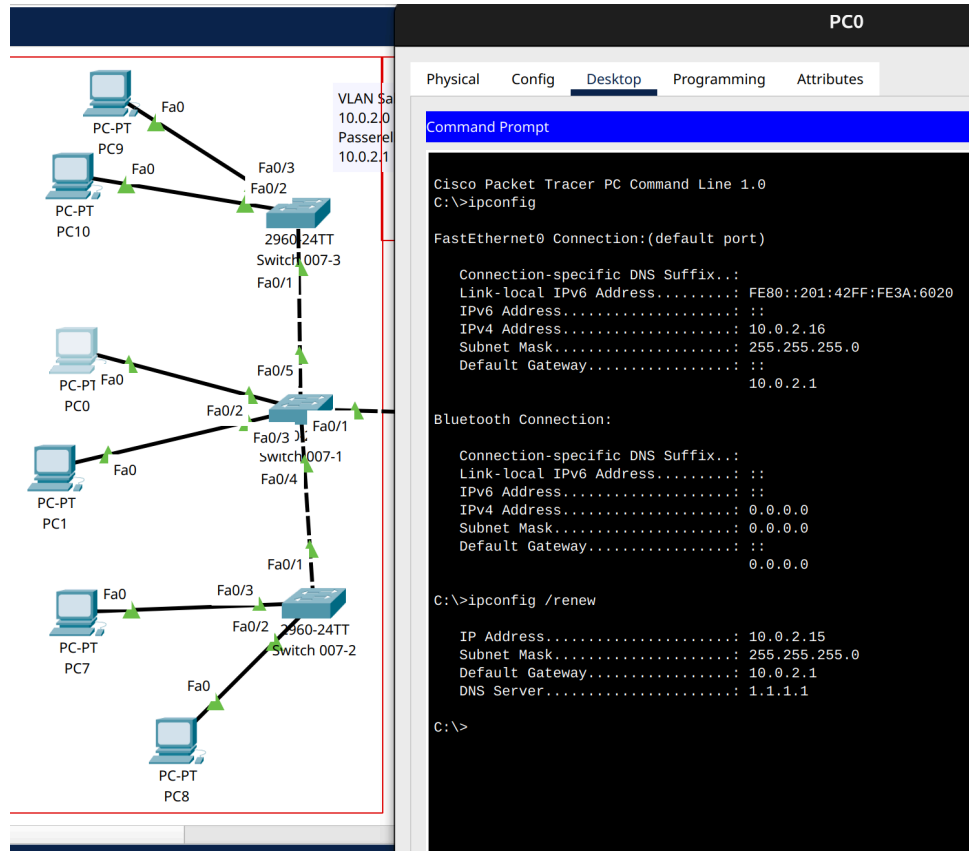 PC0
Physical Config Desktop Programming Attributes
Command Prompt
Cisco Packet Tracer PC Command Line 1.0
C:\>ipconfig
FastEthernet0 Connection:(default port)
Connection-specific DNS Suffix..:
Link-local IPv6 Address.........: FE80::201:42FF:FE3A:6020
IPv6 Address....................: ::
IPv4 Address....................: 10.0.2.16
Subnet Mask.....................: 255.255.255.0
Default Gateway.................: ::
10.0.2.1
Bluetooth Connection:
Connection-specific DNS Suffix..:
Link-local IPv6 Address.........: ::
IPv6 Address....................: ::
IPv4 Address....................: 0.0.0.0
Subnet Mask.....................: 0.0.0.0
Default Gateway.................: ::
0.0.0.0
C:\>ipconfig /renew
IP Address......................: 10.0.2.15
Subnet Mask.....................: 255.255.255.0
Default Gateway.................: 10.0.2.1
DNS Server......................: 1.1.1.1
C:\>
VLAN
10.0.2.0
10.0.2.1
Fa0
PC-PT
PC9
Fa0
PC-PT
PC10
Fa0/3
Fa0/2
2960-24TT
Switch 007-3
Fa0/1
Fa0/5
Fa0
PC-PT
PC0
Fa0/2
Fa0/1
Fa0/3
Switch 007-1
Fa0/4
Fa0
PC-PT
PC1
Fa0/1
Fa0
Fa0/3
Fa0/2
2960-24TT
Switch 007-2
PC-PT
PC7
Fa0
PC-PT
PC8